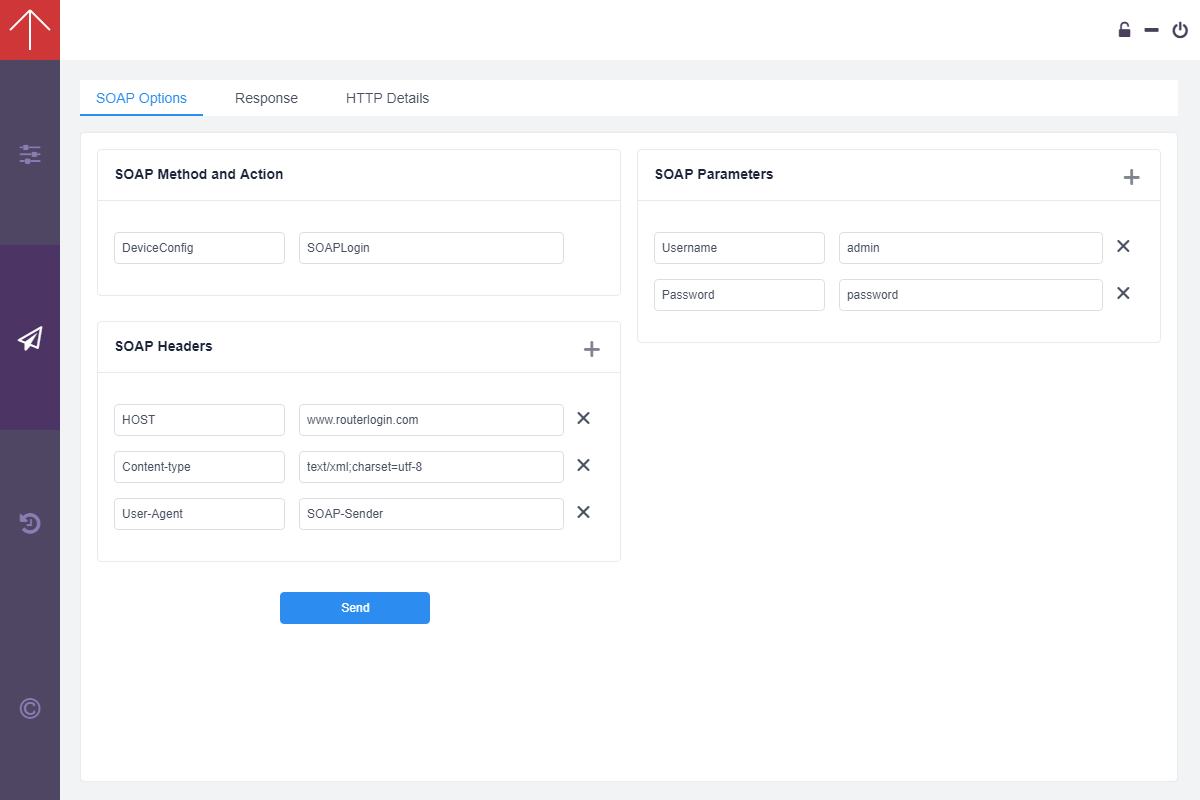 SOAP Options
Response
HTTP Details
SOAP Method and Action
DeviceConfig
SOAPLogin
SOAP Headers
HOST
www.routerlogin.com
Content-type
text/xml;charset=utf-8
User-Agent
SOAP-Sender
Send
SOAP Parameters
Username
admin
Password
password